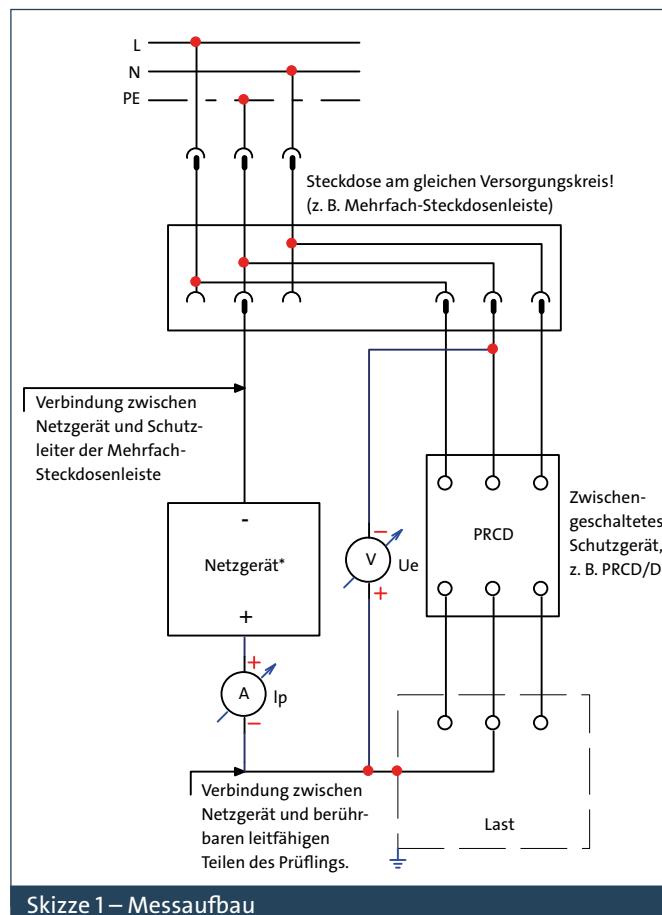 L
N
PE
Steckdose am gleichen Versorgungskreis!
(z. B. Mehrfach-Steckdosenleiste)
Verbindung zwischen
Netzgerät und Schutz-
leiter der Mehrfach-
Steckdosenleiste
-
Netzgerät*
+
+
A
Ip
−
−
V
Ue
+
PRCD
Zwischen-
geschaltetes
Schutzgerät,
z. B. PRCD/D
Verbindung zwischen
Netzgerät und berühr-
baren leitfähigen
Teilen des Prüflings.
Last
Skizze 1 – Messaufbau